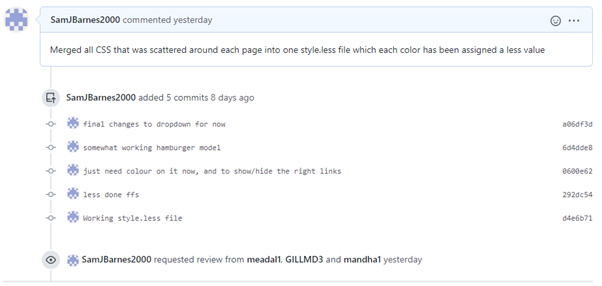 SamJBarnes2000 commented yesterday
Merged all CSS that was scattered around each page into one style.less file which each color has been assigned a less value
SamJBarnes2000 added 5 commits 8 days ago
final changes to dropdown for now a06df3d
somewhat working hamburger model 6d4dde8
just need colour on it now, and to show/hide the right links 0600e62
less done ffs 292dc54
Working style.less file d4e6b71
SamJBarnes2000 requested review from meadal1, GILLMD3 and mandha1 yesterday